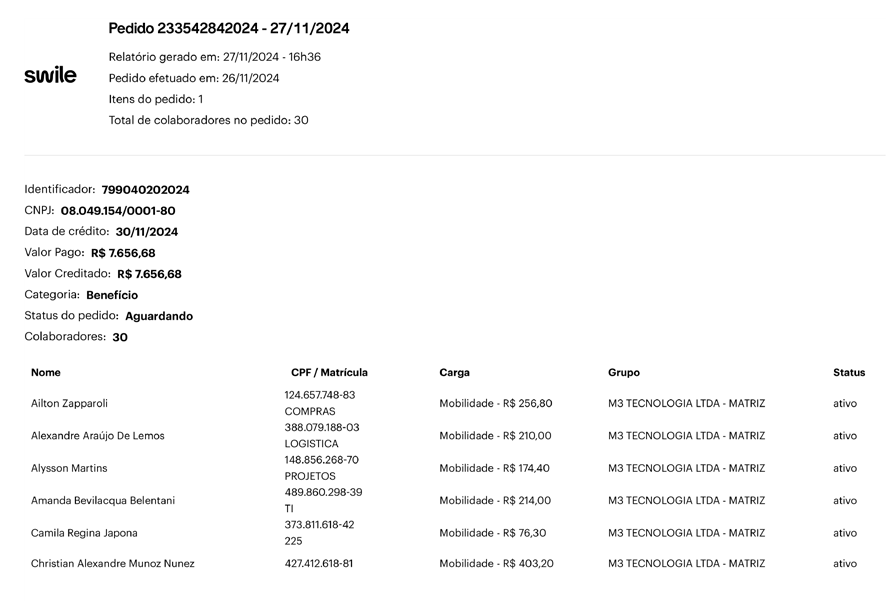 Pedido 233542842024 - 27/11/2024
Relatório gerado em: 27/11/2024 - 16h36
swile
Pedido efetuado em: 26/11/2024
Itens do pedido: 1
Total de colaboradores no pedido: 30
Identificador: 799040202024
CNPJ: 08.049.154/0001-80
Data de crédito: 30/11/2024
Valor Pago: R$ 7.656,68
Valor Creditado: R$ 7.656,68
Categoria: Benefício
Status do pedido: Aguardando
Colaboradores: 30
Nome CPF / Matrícula Carga Grupo Status
124.657.748-83
Ailton Zapparoli Mobilidade - R$ 256,80 M3 TECNOLOGIA LTDA - MATRIZ ativo
COMPRAS
388.079.188-03
Alexandre Araújo De Lemos Mobilidade - R$ 210,00 M3 TECNOLOGIA LTDA - MATRIZ ativo
LOGISTICA
148.856.268-70
Alysson Martins Mobilidade - R$ 174,40 M3 TECNOLOGIA LTDA - MATRIZ ativo
PROJETOS
489.860.298-39
Amanda Bevilacqua Belentani Mobilidade - R$ 214,00 M3 TECNOLOGIA LTDA - MATRIZ ativo
TI
373.811.618-42
Camila Regina Japona Mobilidade - R$ 76,30 M3 TECNOLOGIA LTDA - MATRIZ ativo
225
Christian Alexandre Munoz Nunez 427.412.618-81 Mobilidade - R$ 403,20 M3 TECNOLOGIA LTDA - MATRIZ ativo